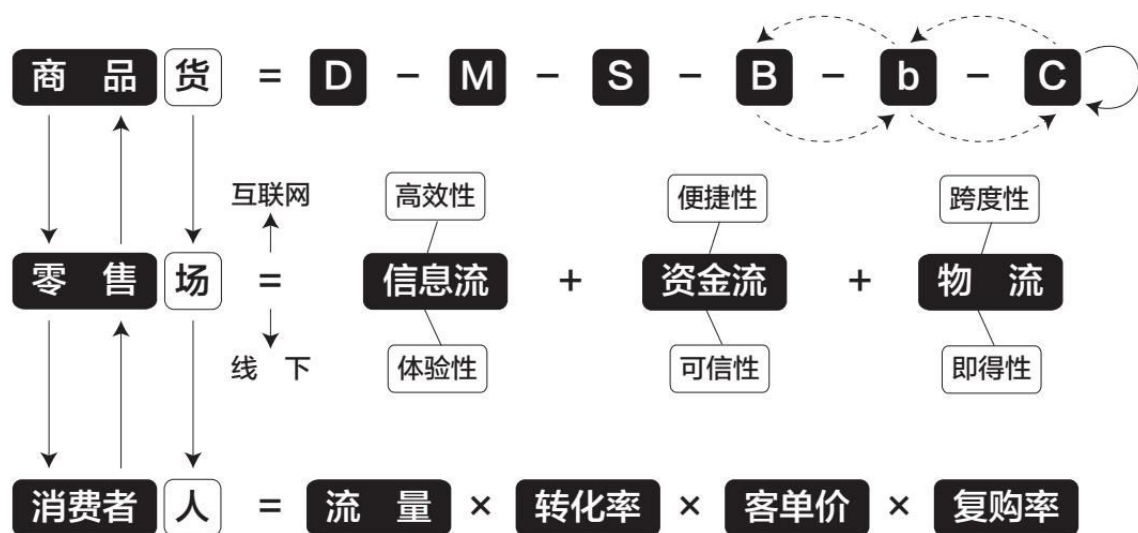 商品 货 = D - M - S - B - b - C
互联网 高效性 便捷性 跨度性
零售 场 = 信息流 + 资金流 + 物流
线下 体验性 可信性 即得性
消费者 人 = 流量 × 转化率 × 客单价 × 复购率